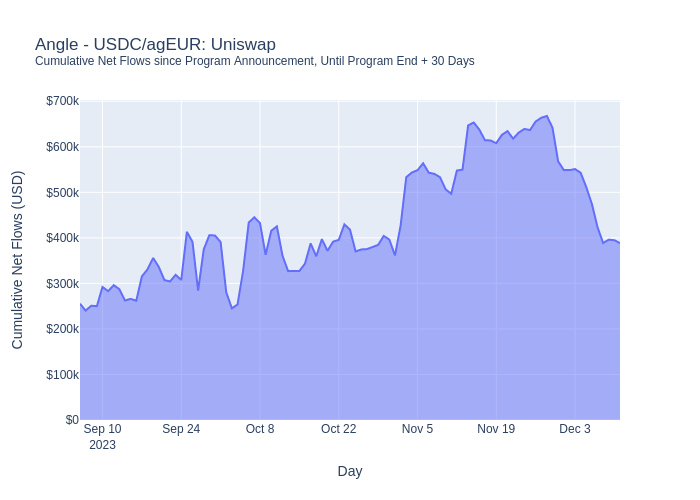 Angle - USDC/agEUR: Uniswap
Cumulative Net Flows since Program Announcement, Until Program End + 30 Days
Cumulative Net Flows (USD)
$700k
$600k
$500k
$400k
$300k
$200k
$100k
$0
Sep 10
2023
Sep 24
Oct 8
Oct 22
Nov 5
Nov 19
Dec 3
Day